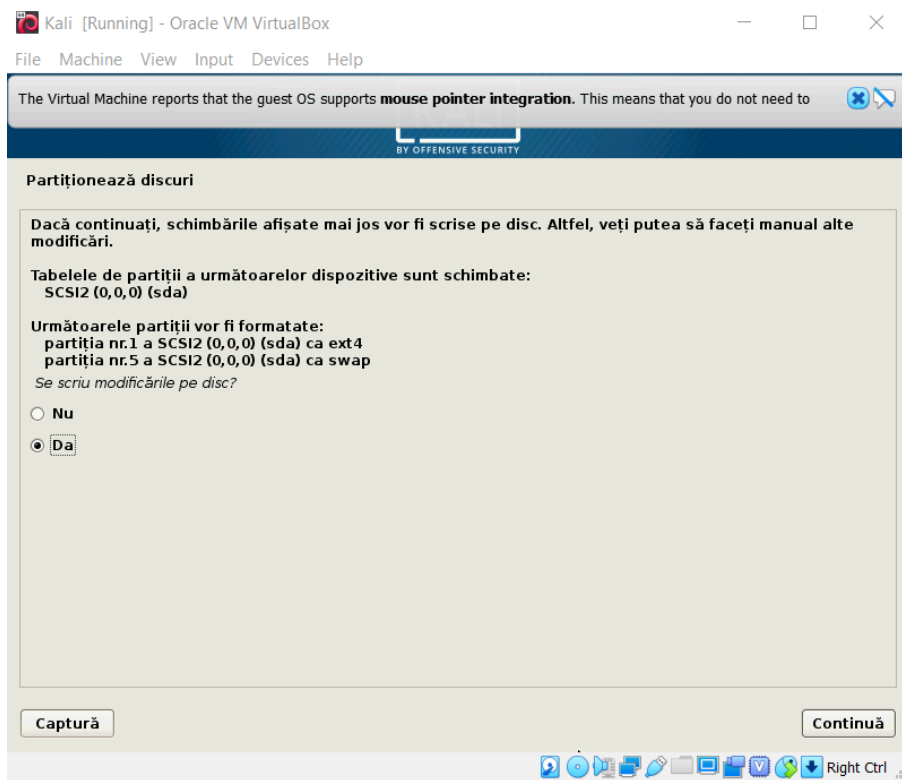 Kali [Running] - Oracle VM VirtualBox
File Machine View Input Devices Help
The Virtual Machine reports that the guest OS supports mouse pointer integration. This means that you do not need to
BY OFFENSIVE SECURITY
Partiționează discuri
Dacă continuați, schimbările afișate mai jos vor fi scrise pe disc. Altfel, veți putea să faceți manual alte
modificări.
Tabelele de partiții a următoarelor dispozitive sunt schimbate:
SCSI2 (0,0,0) (sda)
Următoarele partiții vor fi formatate:
partiția nr.1 a SCSI2 (0,0,0) (sda) ca ext4
partiția nr.5 a SCSI2 (0,0,0) (sda) ca swap
Se scriu modificările pe disc?
Nu
Da
Captură
Continuă
Right Ctrl